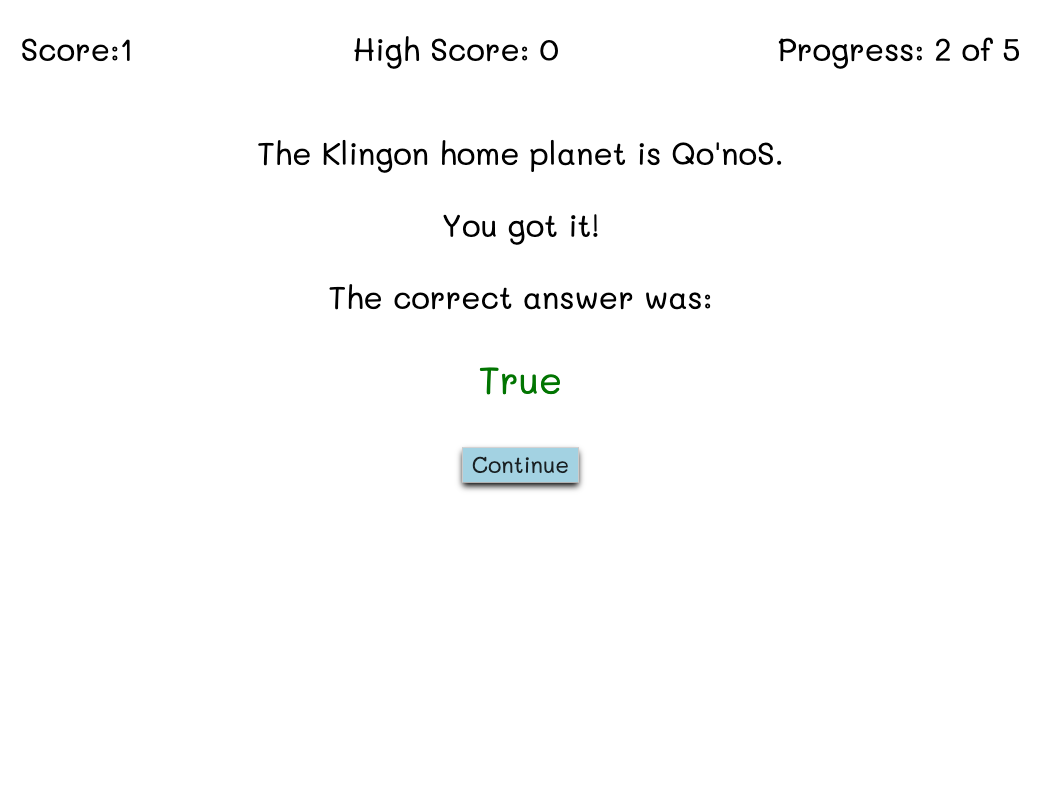 Score:1 High Score: 0 Progress: 2 of 5
The Klingon home planet is Qo'noS.
You got it!
The correct answer was:
True
Continue